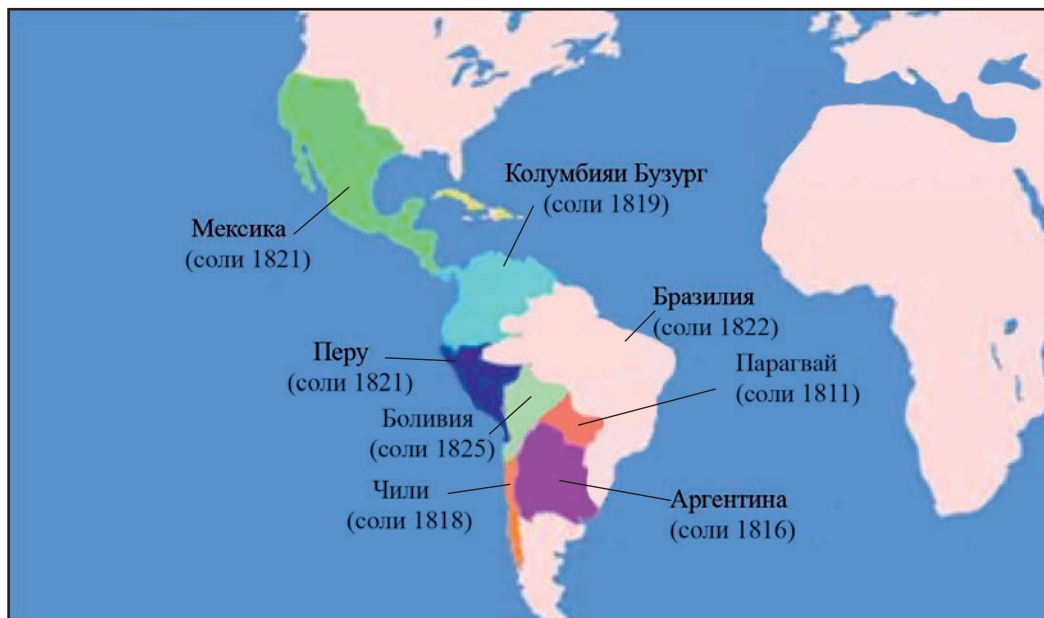 Колумбияи Бузург
(соли 1819)
Мексика
(соли 1821)
Бразилия
(соли 1822)
Перу
(соли 1821)
Парагвай
(соли 1811)
Боливия
(соли 1825)
Чили
(соли 1818)
Аргентина
(соли 1816)